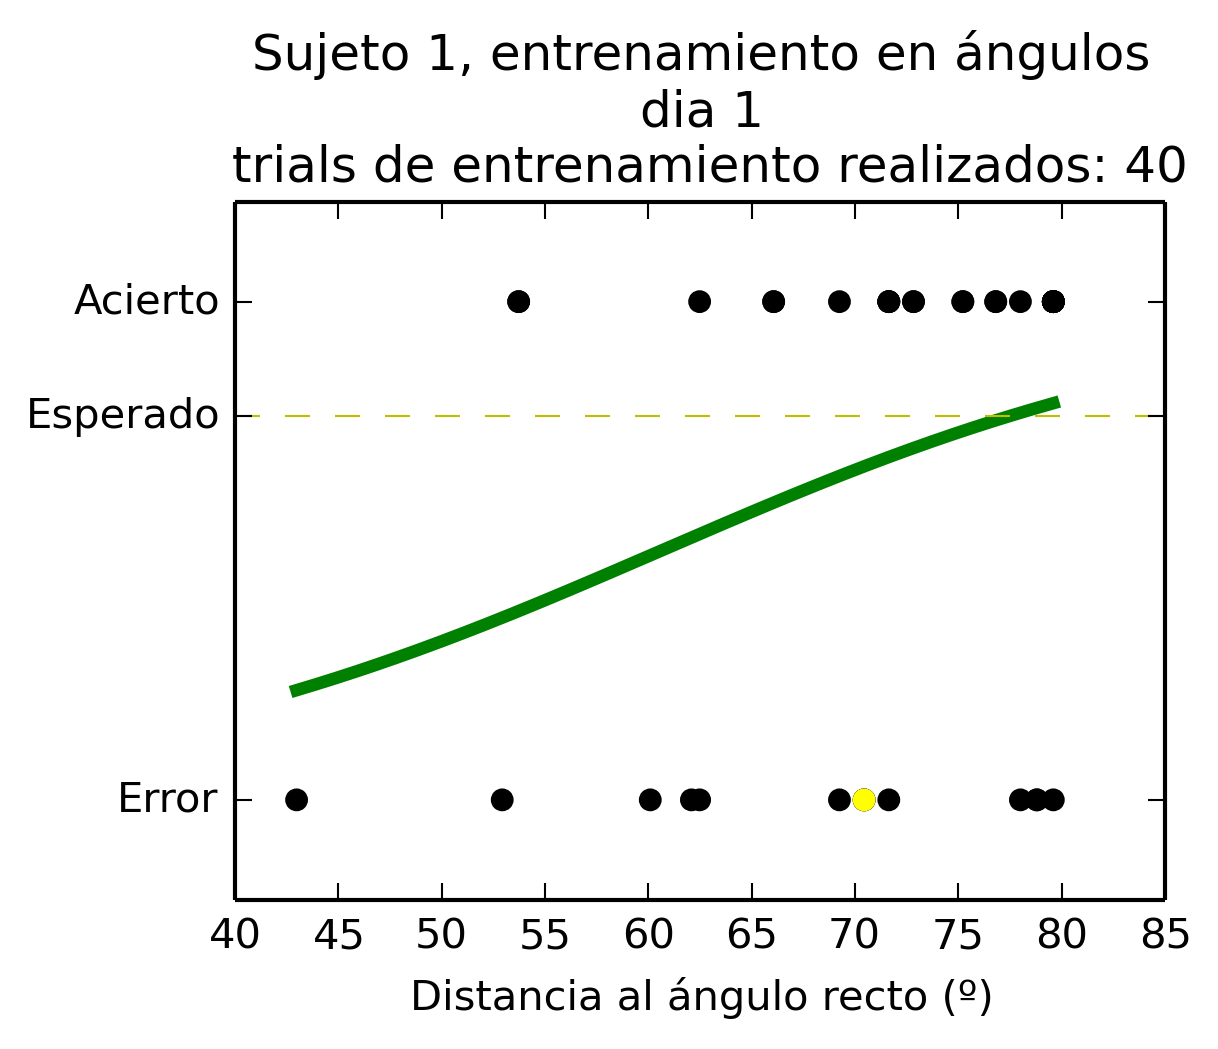 Sujeto 1, entrenamiento en ángulos
dia 1
trials de entrenamiento realizados: 40
Acierto
Esperado
Error
40 45 50 55 60 65 70 75 80 85
Distancia al ángulo recto (º)